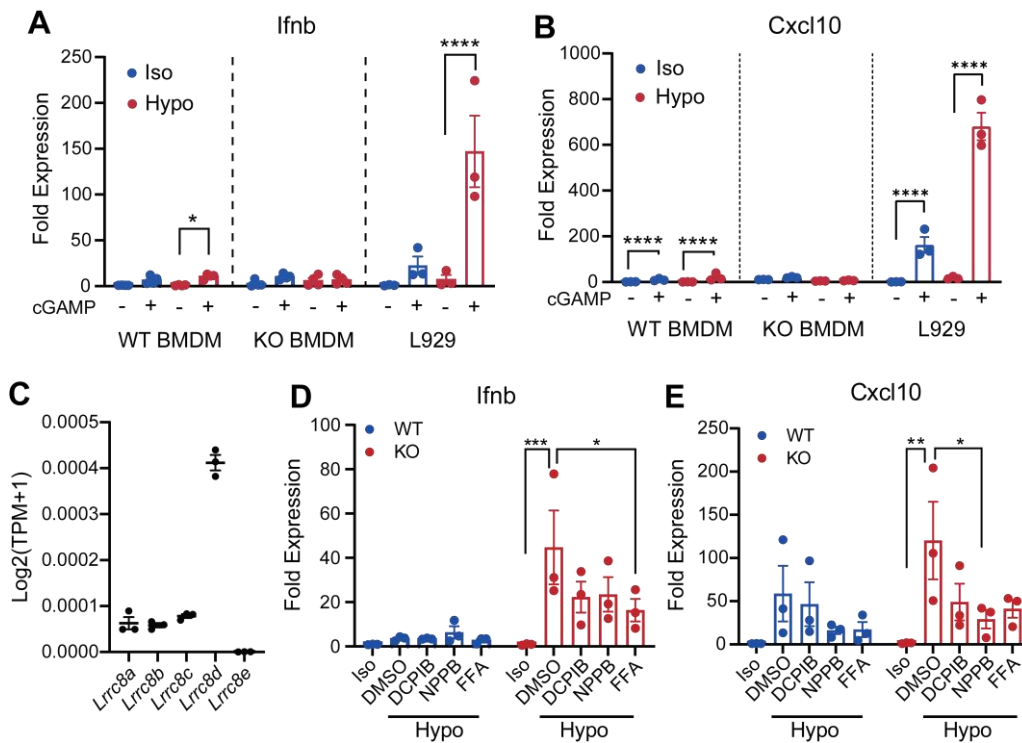 A
Ifnb
Fold Expression
250
200
150
100
50
0
Iso
Hypo
*
****
cGAMP
- + - + - + - + - + - +
WT BMDM
KO BMDM
L929
B
Cxcl10
Fold Expression
1000
800
600
400
200
0
Iso
Hypo
****
****
****
****
cGAMP
- + - + - + - + - + - +
WT BMDM
KO BMDM
L929
C
Log2(TPM+1)
0.0005
0.0004
0.0003
0.0002
0.0001
0.0000
Lrrc8a
Lrrc8b
Lrrc8c
Lrrc8d
Lrrc8e
D
Ifnb
Fold Expression
100
80
60
40
20
0
WT
KO
***
*
Iso
DMSO
DCPIB
NPPB
FFA
Hypo
Iso
DMSO
DCPIB
NPPB
FFA
Hypo
E
Cxcl10
Fold Expression
250
200
150
100
50
0
WT
KO
**
*
Iso
DMSO
DCPIB
NPPB
FFA
Hypo
Iso
DMSO
DCPIB
NPPB
FFA
Hypo